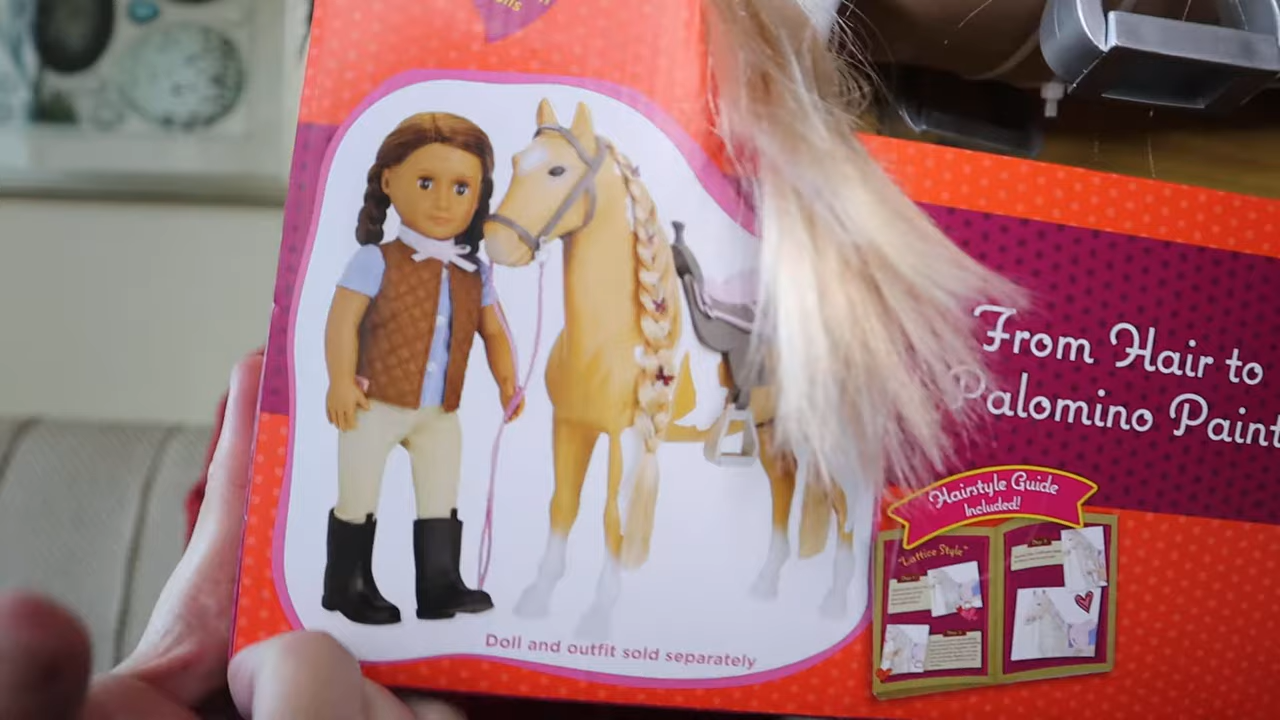 From Hair to
Palomino Paint
Hairstyle Guide
Included!
"Lattice Style"
Doll and outfit sold separately